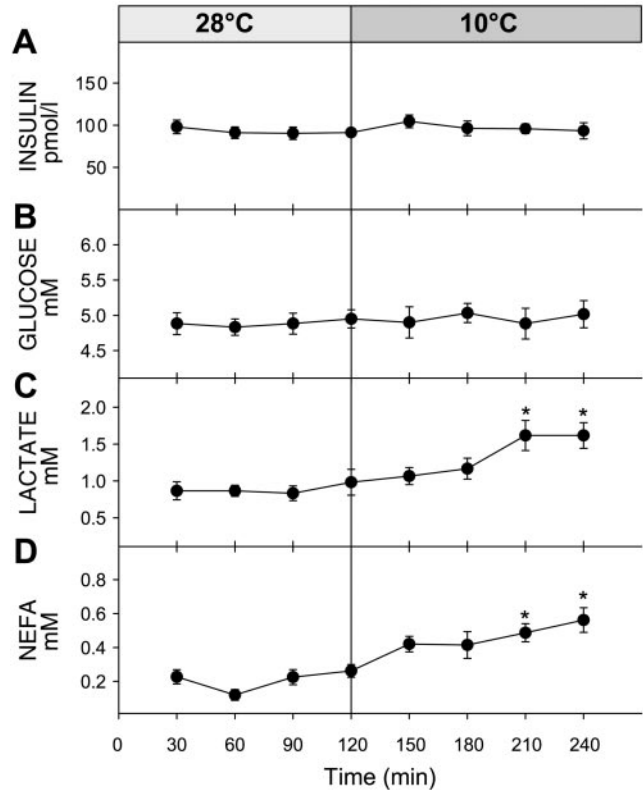 28°C 10°C
A
INSULIN
pmol/l
150
100
50
B
GLUCOSE
mM
6.0
5.5
5.0
4.5
C
LACTATE
mM
2.0
1.5
1.0
0.5
* *
D
NEFA
mM
0.8
0.6
0.4
0.2
* *
0 30 60 90 120 150 180 210 240
Time (min)